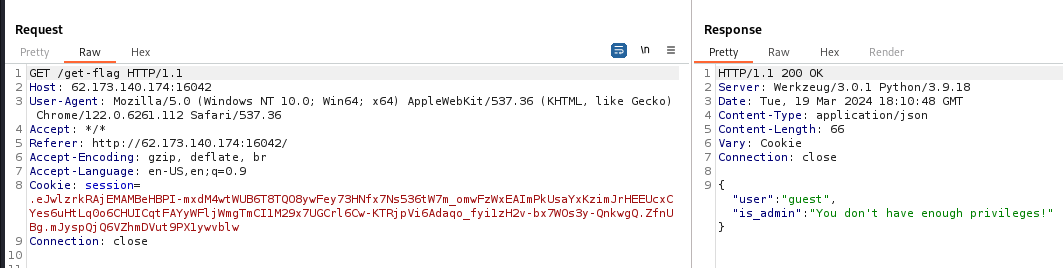 Request
Response
Pretty Raw Hex
\n
Pretty Raw Hex Render
1 GET /get-flag HTTP/1.1
2 Host: 62.173.140.174:16042
3 User-Agent: Mozilla/5.0 (Windows NT 10.0; Win64; x64) AppleWebKit/537.36 (KHTML, like Gecko)
Chrome/122.0.6261.112 Safari/537.36
4 Accept: */*
5 Referer: http://62.173.140.174:16042/
6 Accept-Encoding: gzip, deflate, br
7 Accept-Language: en-US,en;q=0.9
8 Cookie: session=
.eJwlzrkRAjEMAMBeHBPI-mxdM4wtWUB6T8TQO8ywFey73HNfx7Ns536tW7m_omwFzWxEAImPkUsaYxKzimJrHEEUcxC
Yes6uHtLq0o6CHUICqtFAYyWFljWmgTmCI1M29x7UGCrl6Cw-KTRjpVi6Adaqo_fyi1zH2v-bx7WOs3y-QnkwgQ.ZfnU
Bg.mJyspQjQ6VZhmDVut9PX1ywvblw
9 Connection: close
10
11
1 HTTP/1.1 200 OK
2 Server: Werkzeug/3.0.1 Python/3.9.18
3 Date: Tue, 19 Mar 2024 18:10:48 GMT
4 Content-Type: application/json
5 Content-Length: 66
6 Vary: Cookie
7 Connection: close
8
9 {
"user":"guest",
"is_admin":"You don't have enough privileges!"
}